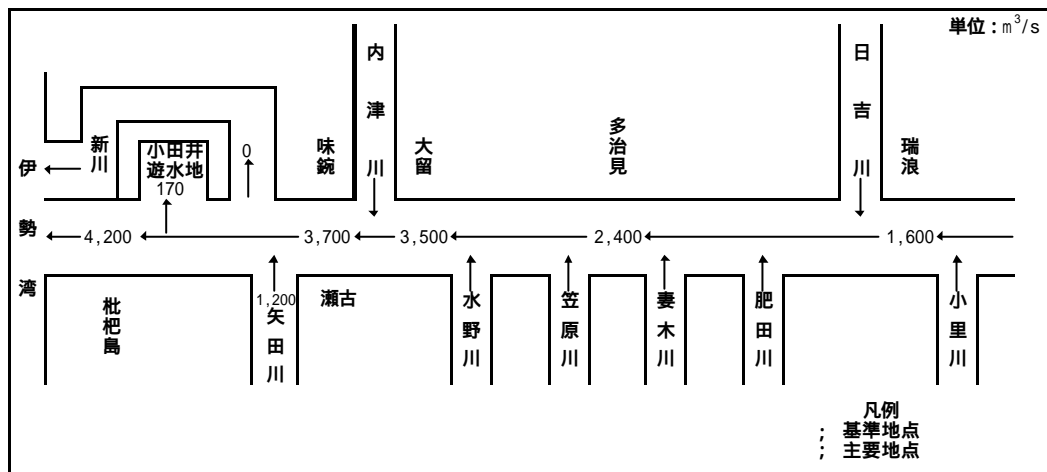 単位：m³/s
内津川
日吉川
新川
小田井
遊水地
170
0
味鋺
大留
多治見
瑞浪
伊勢湾
4,200
3,700
3,500
2,400
1,600
枇杷島
1,200
矢田川
瀬古
水野川
笠原川
妻木川
肥田川
小里川
凡例
; 基準地点
; 主要地点